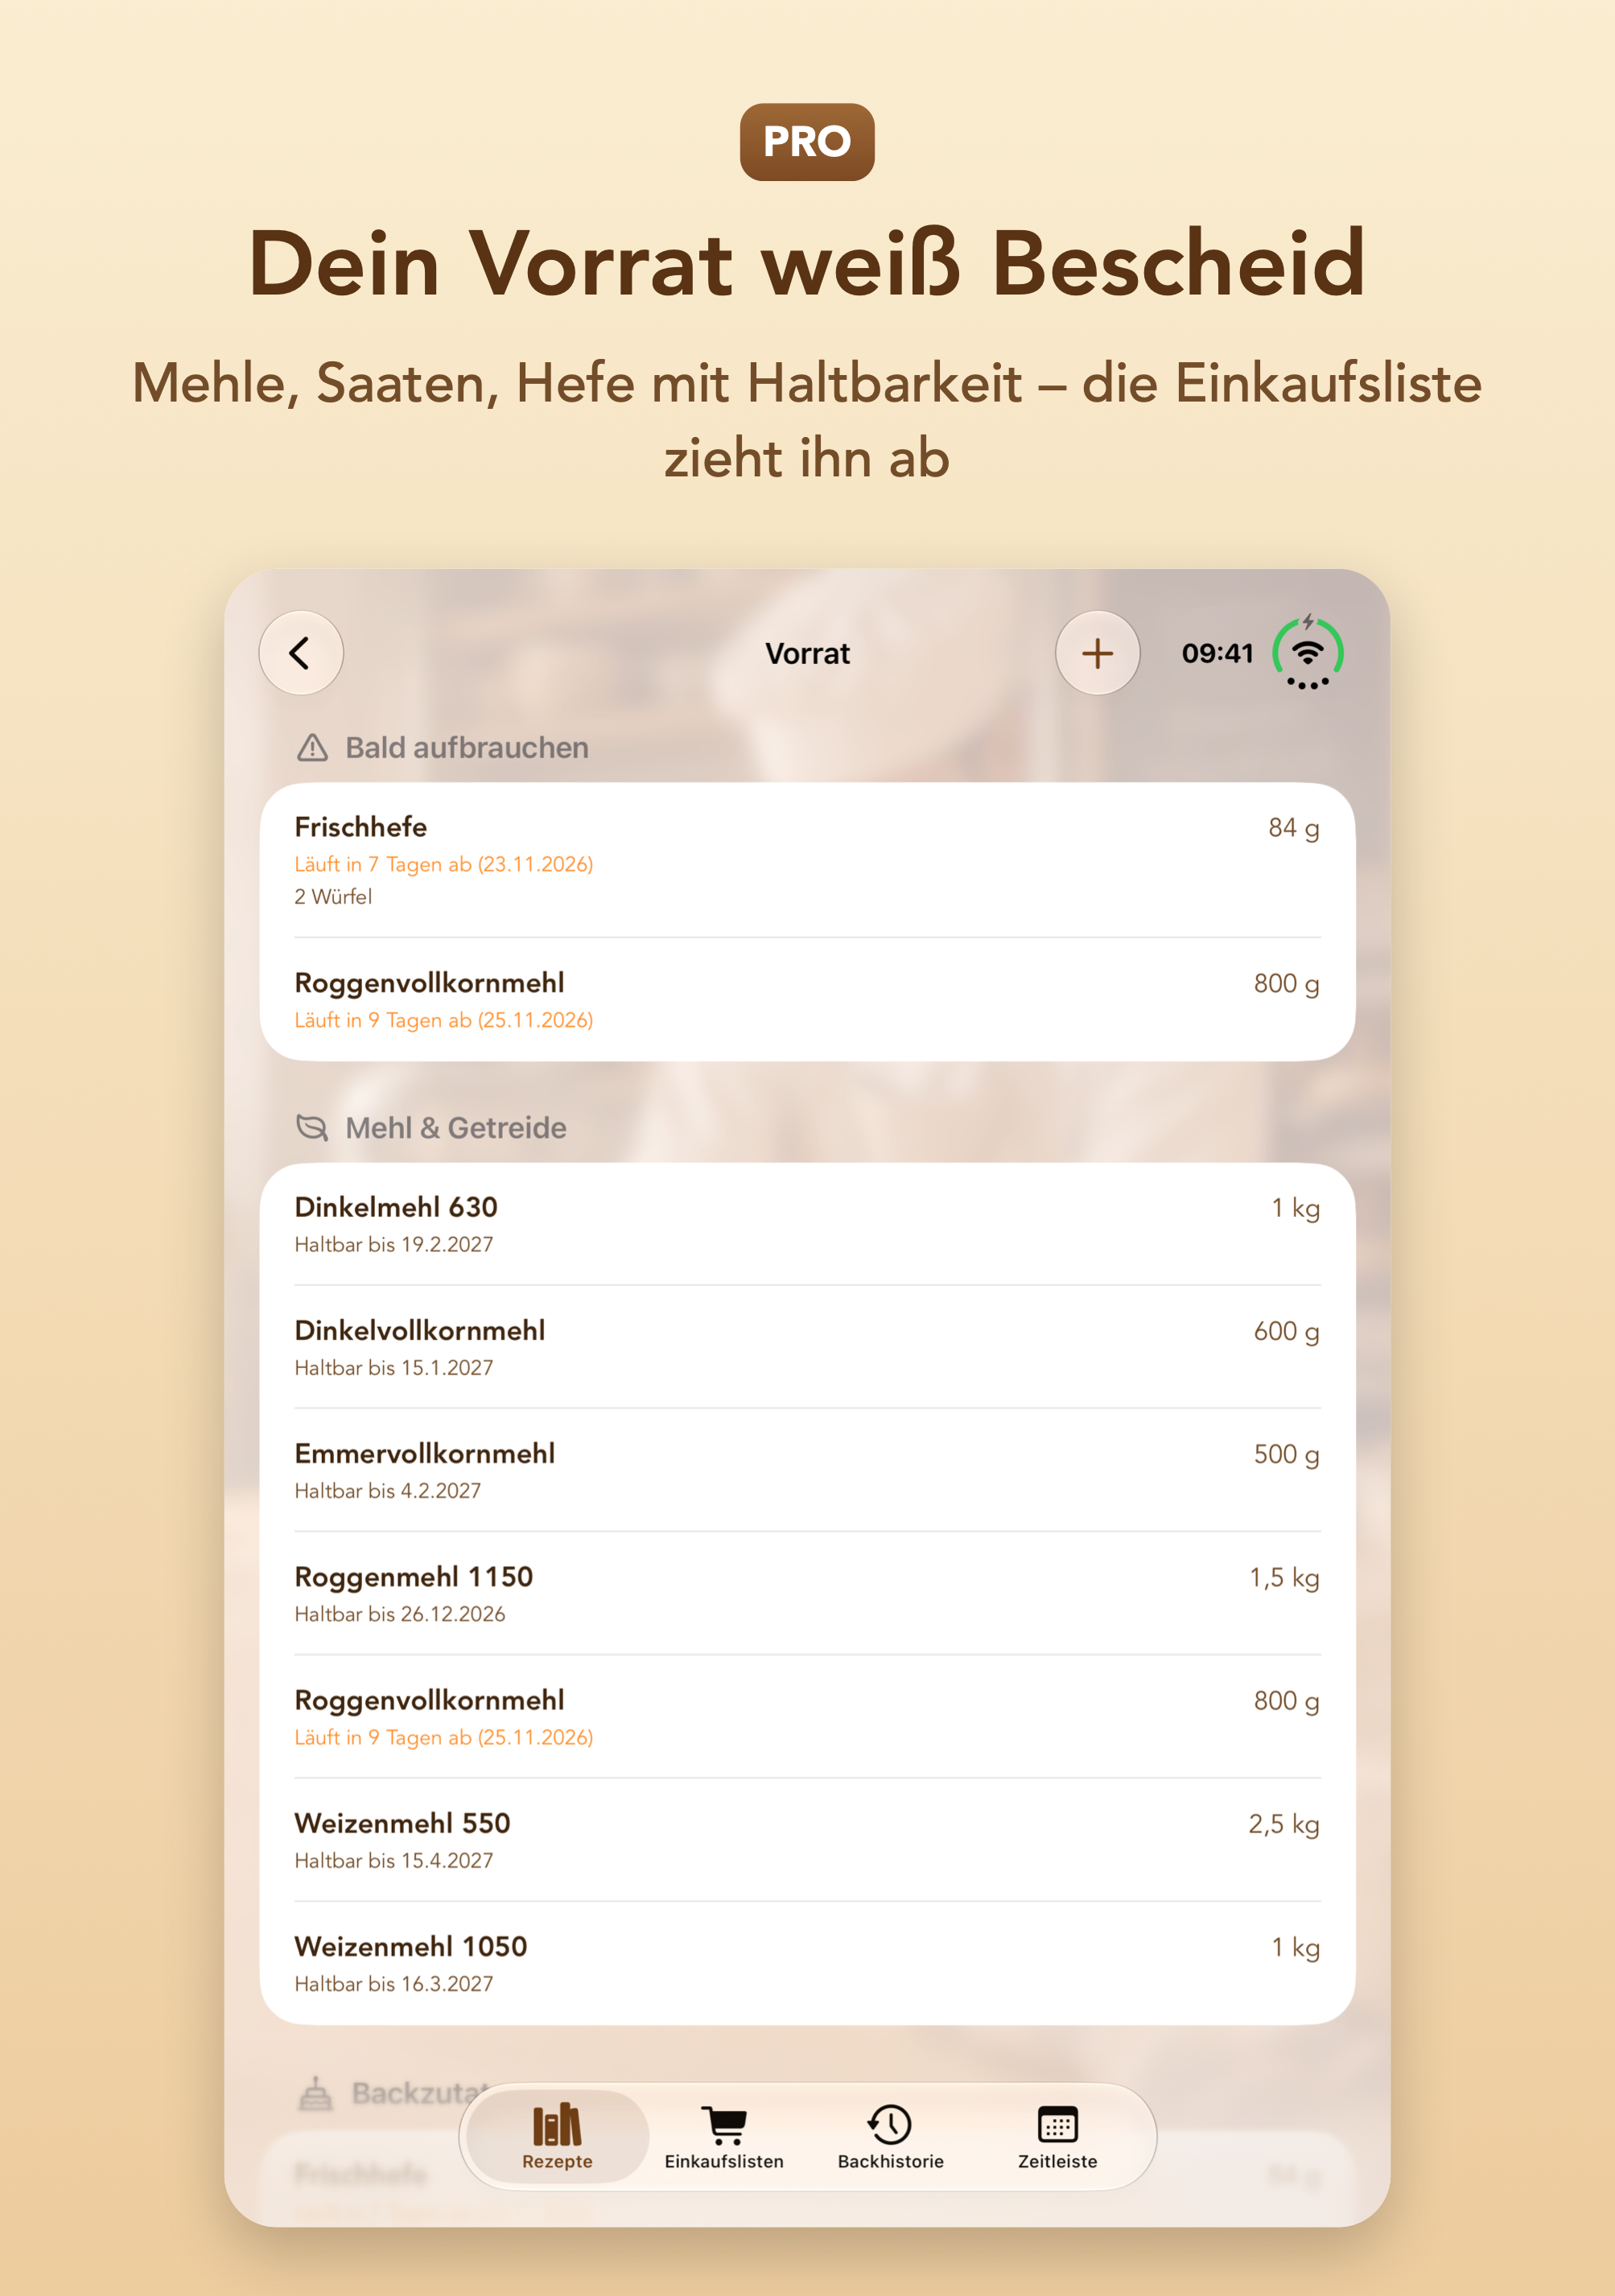 PRO
Dein Vorrat weiß Bescheid
Mehle, Saaten, Hefe mit Haltbarkeit – die Einkaufsliste
zieht ihn ab
Vorrat
09:41
Bald aufbrauchen
Frischhefe 84 g
Läuft in 7 Tagen ab (23.11.2026)
2 Würfel
Roggenvollkornmehl 800 g
Läuft in 9 Tagen ab (25.11.2026)
Mehl & Getreide
Dinkelmehl 630 1 kg
Haltbar bis 19.2.2027
Dinkelvollkornmehl 600 g
Haltbar bis 15.1.2027
Emmervollkornmehl 500 g
Haltbar bis 4.2.2027
Roggenmehl 1150 1,5 kg
Haltbar bis 26.12.2026
Roggenvollkornmehl 800 g
Läuft in 9 Tagen ab (25.11.2026)
Weizenmehl 550 2,5 kg
Haltbar bis 15.4.2027
Weizenmehl 1050 1 kg
Haltbar bis 16.3.2027
Frischhefe 84 g
Rezepte Einkaufslisten Backhistorie Zeitleiste